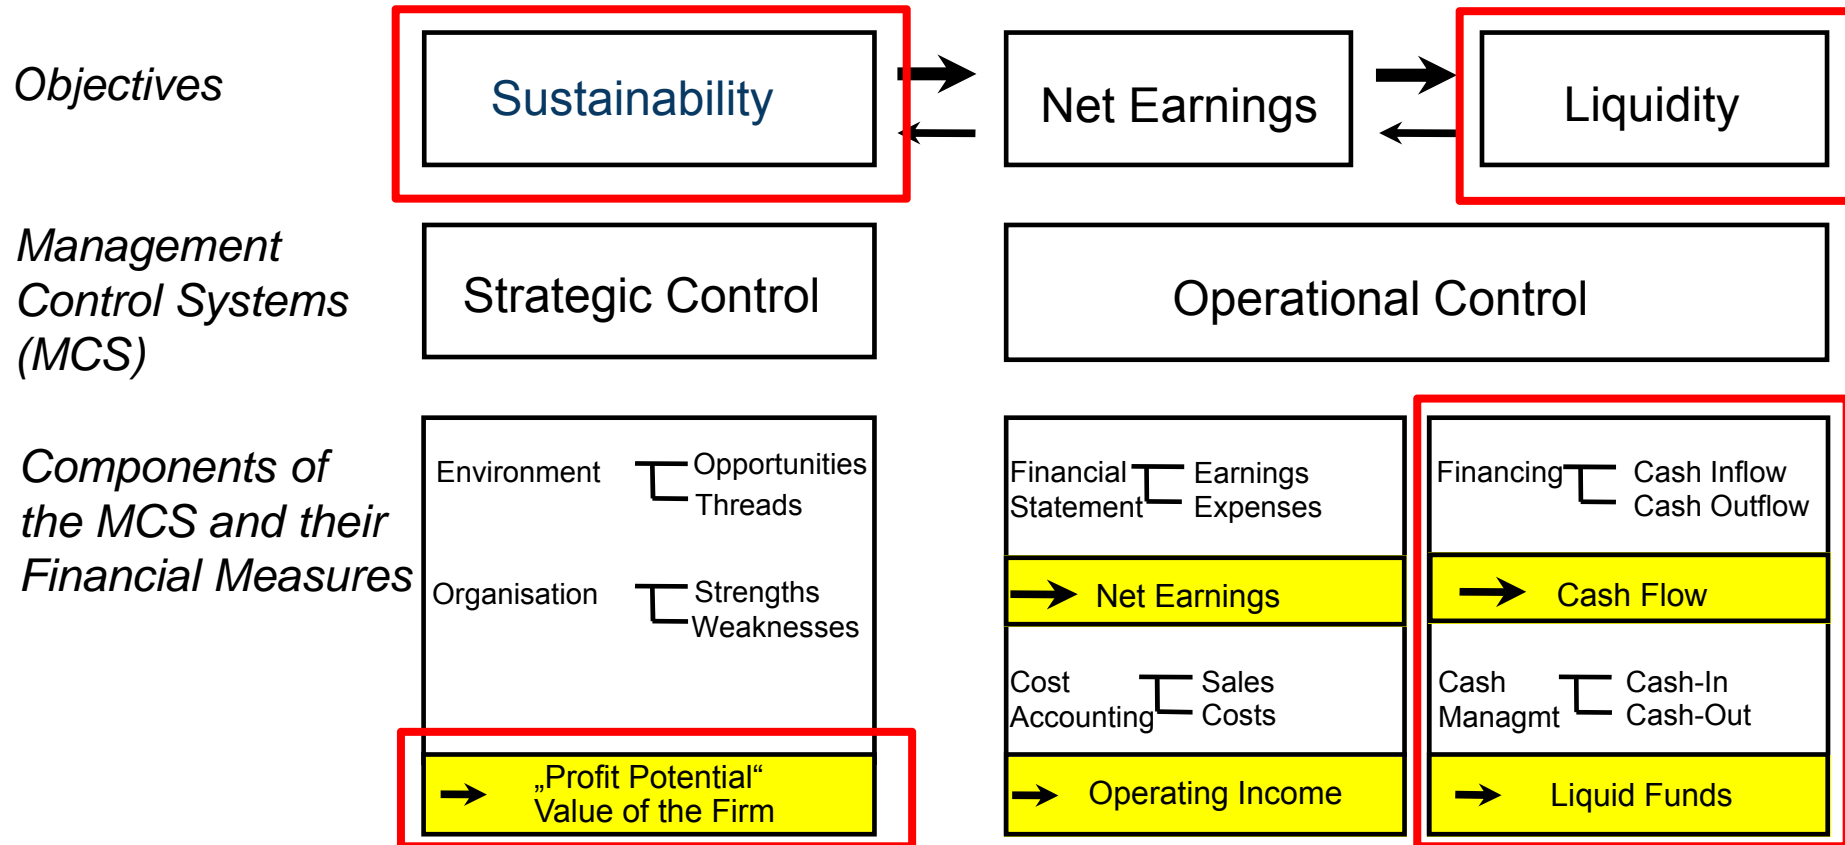 Objectives
Sustainability
Net Earnings
Liquidity
Management
Control Systems
(MCS)
Strategic Control
Operational Control
Components of
the MCS and their
Financial Measures
Environment
Opportunities
Threads
Organisation
Strengths
Weaknesses
„Profit Potential“
Value of the Firm
Financial
Statement
Earnings
Expenses
Net Earnings
Cost
Accounting
Sales
Costs
Operating Income
Financing
Cash Inflow
Cash Outflow
Cash Flow
Cash
Managmt
Cash-In
Cash-Out
Liquid Funds